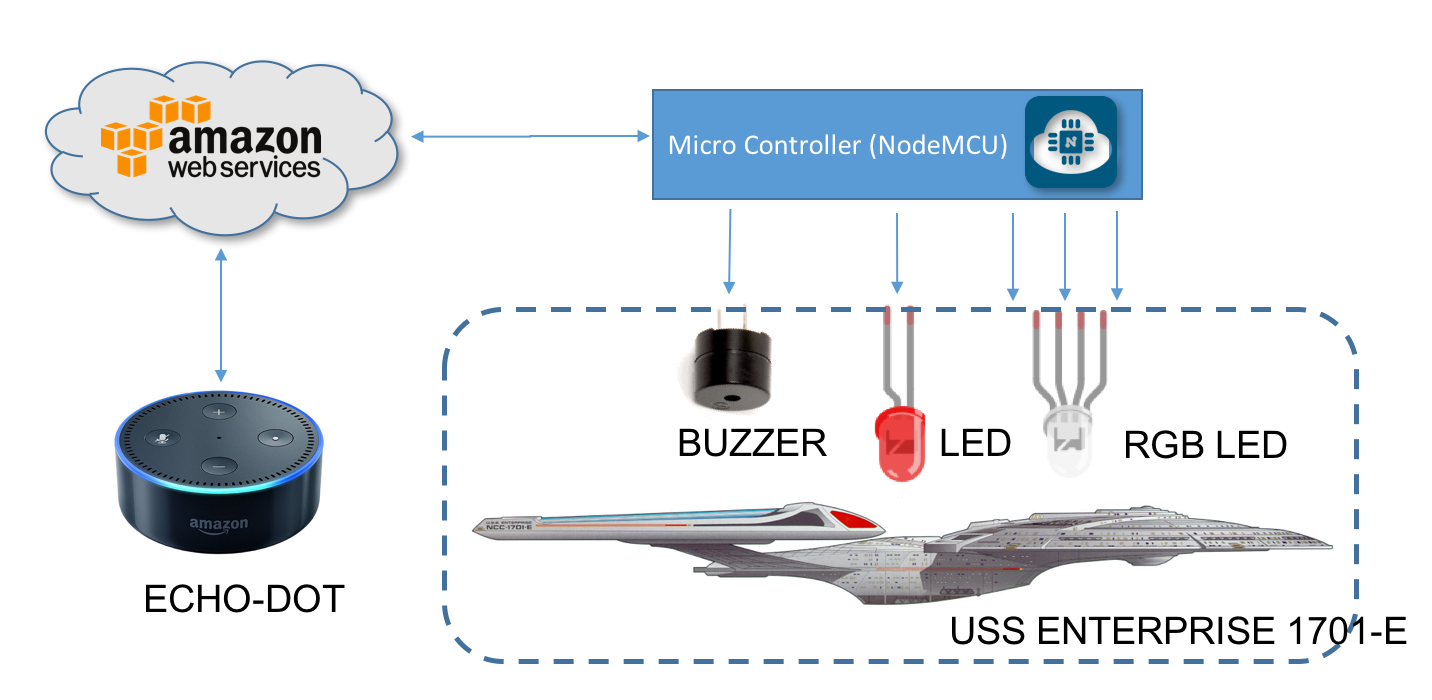 amazon
web services
Micro Controller (NodeMCU)
N
BUZZER
LED
RGB LED
amazon
U.S.S. ENTERPRISE
NCC-1701-E
ECHO-DOT
USS ENTERPRISE 1701-E